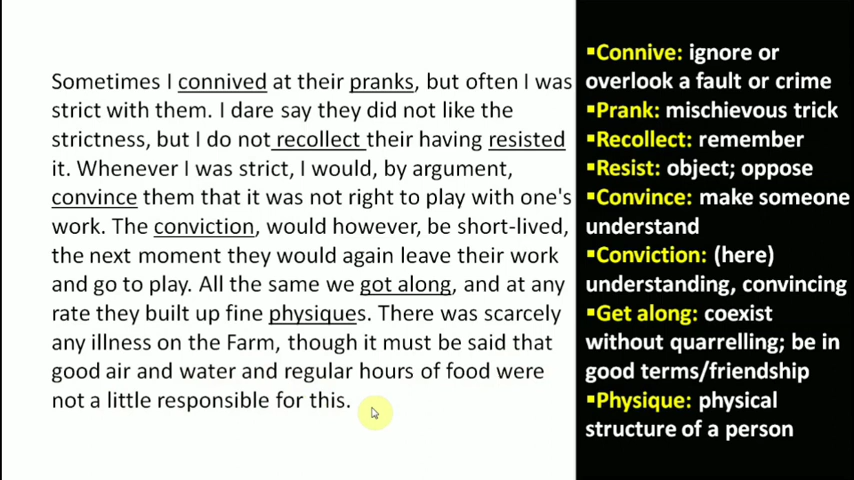 Sometimes I connived at their pranks, but often I was
strict with them. I dare say they did not like the
strictness, but I do not recollect their having resisted
it. Whenever I was strict, I would, by argument,
convince them that it was not right to play with one's
work. The conviction, would however, be short-lived,
the next moment they would again leave their work
and go to play. All the same we got along, and at any
rate they built up fine physiques. There was scarcely
any illness on the Farm, though it must be said that
good air and water and regular hours of food were
not a little responsible for this.
▪Connive: ignore or
overlook a fault or crime
▪Prank: mischievous trick
▪Recollect: remember
▪Resist: object; oppose
▪Convince: make someone
understand
▪Conviction: (here)
understanding, convincing
▪Get along: coexist
without quarrelling; be in
good terms/friendship
▪Physique: physical
structure of a person